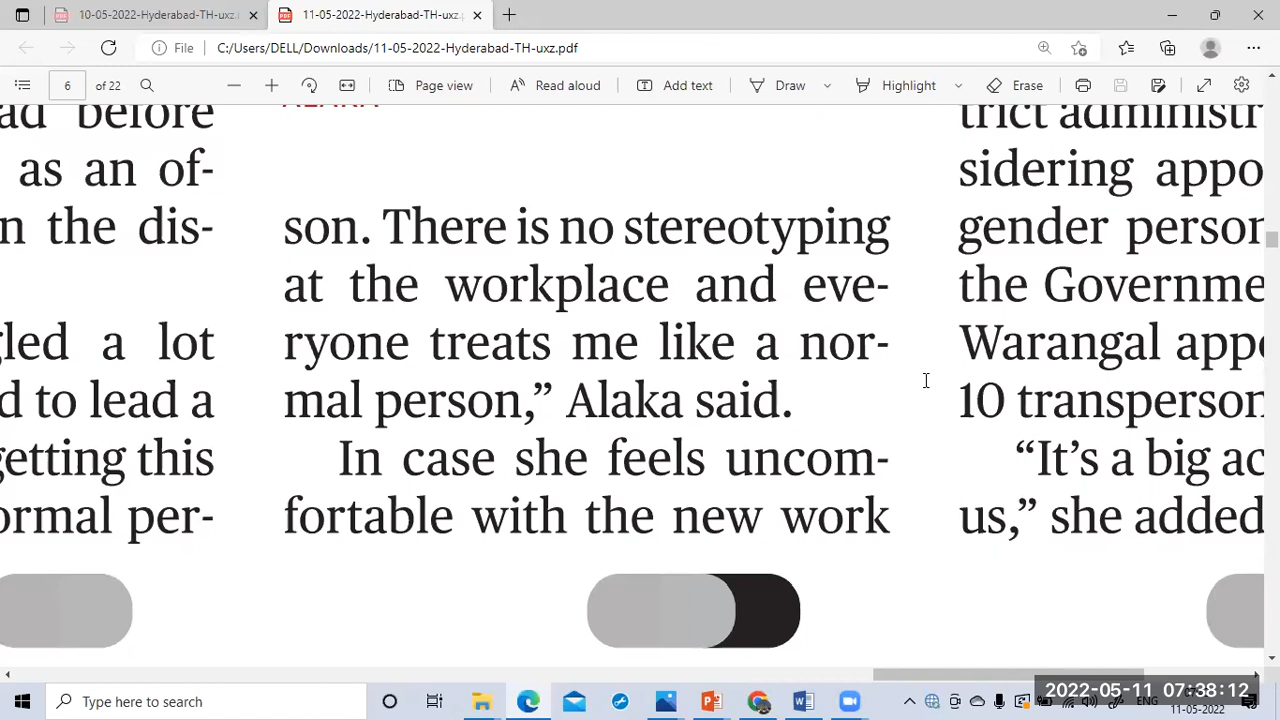 10-05-2022-Hyderabad-TH-uxz.
11-05-2022-Hyderabad-TH-uxz.p
File
C:/Users/DELL/Downloads/11-05-2022-Hyderabad-TH-uxz.pdf
6 of 22
Page view
Read aloud
Add text
Draw
Highlight
Erase
ad before
as an of-
n the dis-
gled a lot
d to lead a
getting this
ormal per-
son. There is no stereotyping
at the workplace and eve-
ryone treats me like a nor-
mal person,” Alaka said.
In case she feels uncom-
fortable with the new work
trict administr
sidering appo
gender person
the Governme
Warangal appo
10 transperson
“It’s a big ac
us,” she added
Type here to search
ENG
2022-05-11 07:38:12
11-05-2022